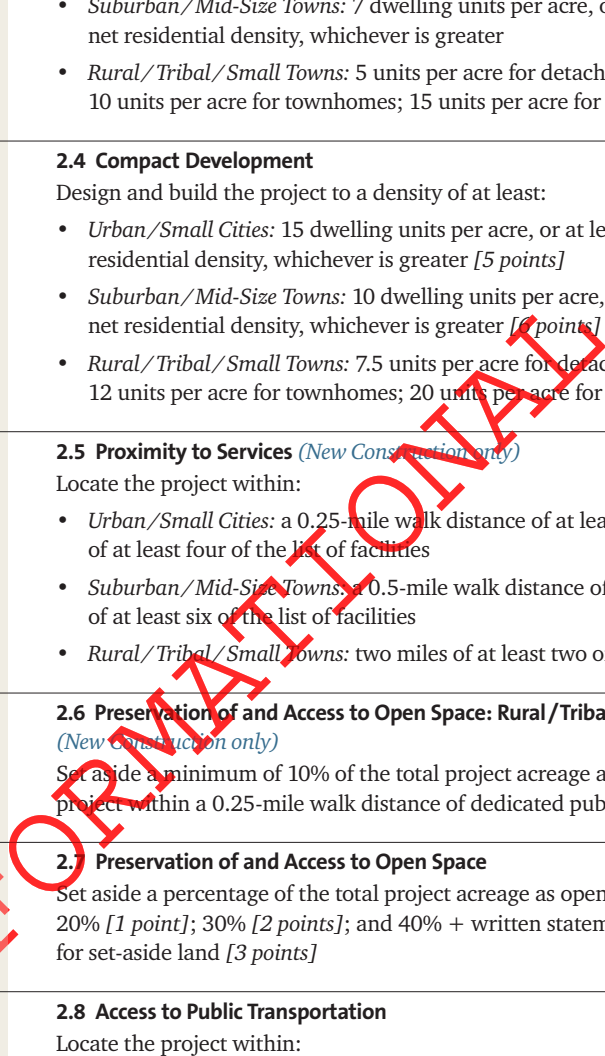 • Suburban/Mid-Size Towns: 7 dwelling units per acre,
net residential density, whichever is greater
• Rural/Tribal/Small Towns: 5 units per acre for
10 units per acre for townhomes; 15 units per acre for
2.4 Compact Development
Design and build the project to a density of at least:
• Urban/Small Cities: 15 dwelling units per acre, or at
residential density, whichever is greater [5 points]
• Suburban/Mid-Size Towns: 10 dwelling units per acre,
net residential density, whichever is greater [6 points]
• Rural/Tribal/Small Towns: 7.5 units per acre for
12 units per acre for townhomes; 20 units per acre for
2.5 Proximity to Services (New Construction only)
Locate the project within:
• Urban/Small Cities: a 0.25-mile walk distance of at
of at least four of the list of facilities
• Suburban/Mid-Size Towns: a 0.5-mile walk distance of
of at least six of the list of facilities
• Rural/Tribal/Small Towns: two miles of at least two
2.6 Preservation of and Access to Open Space: Rural/
(New Construction only)
Set aside a minimum of 10% of the total project acreage
project within a 0.25-mile walk distance of dedicated
2.7 Preservation of and Access to Open Space
Set aside a percentage of the total project acreage as open
20% [1 point]; 30% [2 points]; and 40% + written
for set-aside land [3 points]
2.8 Access to Public Transportation
Locate the project within:
ORMATIONAL